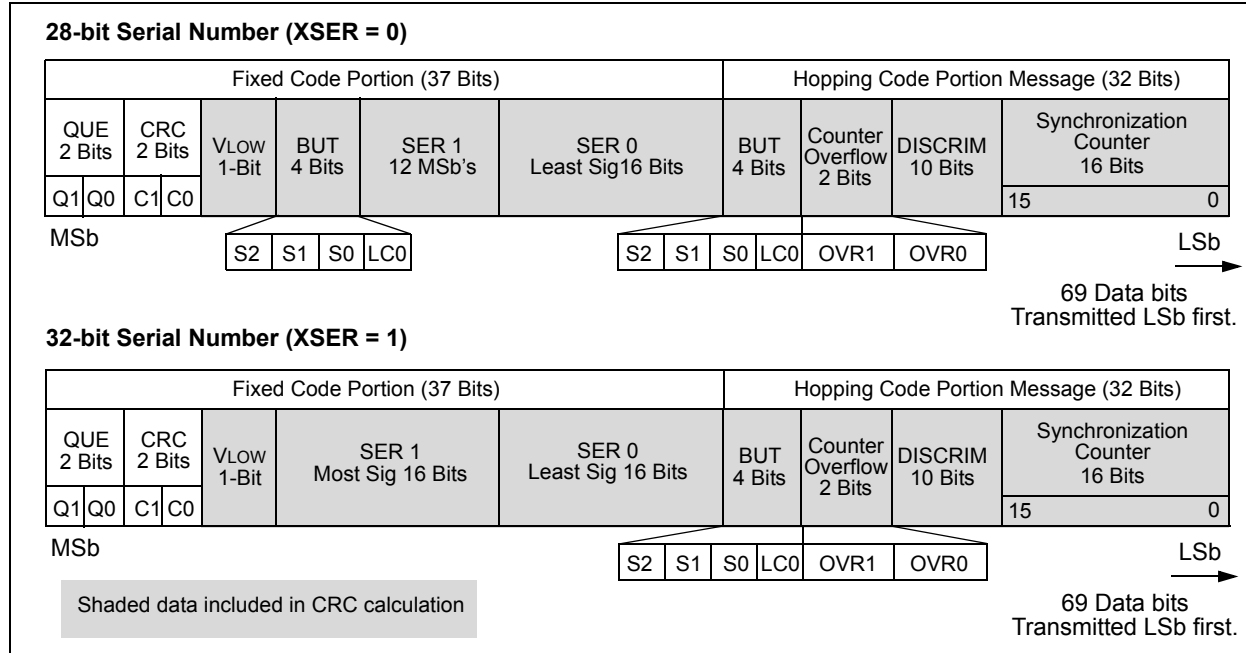 28-bit Serial Number (XSER = 0)
Fixed Code Portion (37 Bits)
Hopping Code Portion Message (32 Bits)
QUE
2 Bits
CRC
2 Bits
VLOW
1-Bit
BUT
4 Bits
SER 1
12 MSb's
SER 0
Least Sig16 Bits
BUT
4 Bits
Counter
Overflow
2 Bits
DISCRIM
10 Bits
Synchronization
Counter
16 Bits
Q1 Q0 C1 C0
15 0
MSb
S2 S1 S0 LC0
S2 S1 S0 LC0 OVR1 OVR0
LSb
69 Data bits
Transmitted LSb first.
32-bit Serial Number (XSER = 1)
Fixed Code Portion (37 Bits)
Hopping Code Portion Message (32 Bits)
QUE
2 Bits
CRC
2 Bits
VLOW
1-Bit
SER 1
Most Sig 16 Bits
SER 0
Least Sig 16 Bits
BUT
4 Bits
Counter
Overflow
2 Bits
DISCRIM
10 Bits
Synchronization
Counter
16 Bits
Q1 Q0 C1 C0
15 0
MSb
S2 S1 S0 LC0 OVR1 OVR0
LSb
Shaded data included in CRC calculation
69 Data bits
Transmitted LSb first.